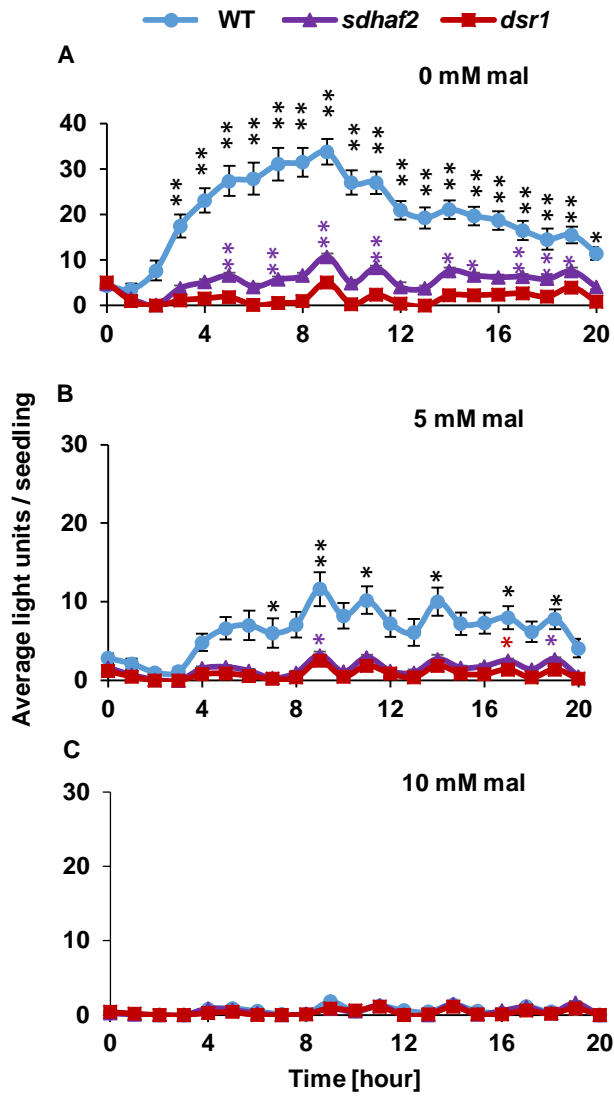 WT sdhaf2 dsr1
A
0 mM mal
40
30
20
10
0
0 4 8 12 16 20
** ** ** ** ** ** ** ** ** ** ** ** ** ** ** ** ** *
** ** ** ** * * ** ** *
B
5 mM mal
30
20
10
0
0 4 8 12 16 20
* ** * * * *
* * *
C
10 mM mal
30
20
10
0
0 4 8 12 16 20
Average light units / seedling
Time [hour]